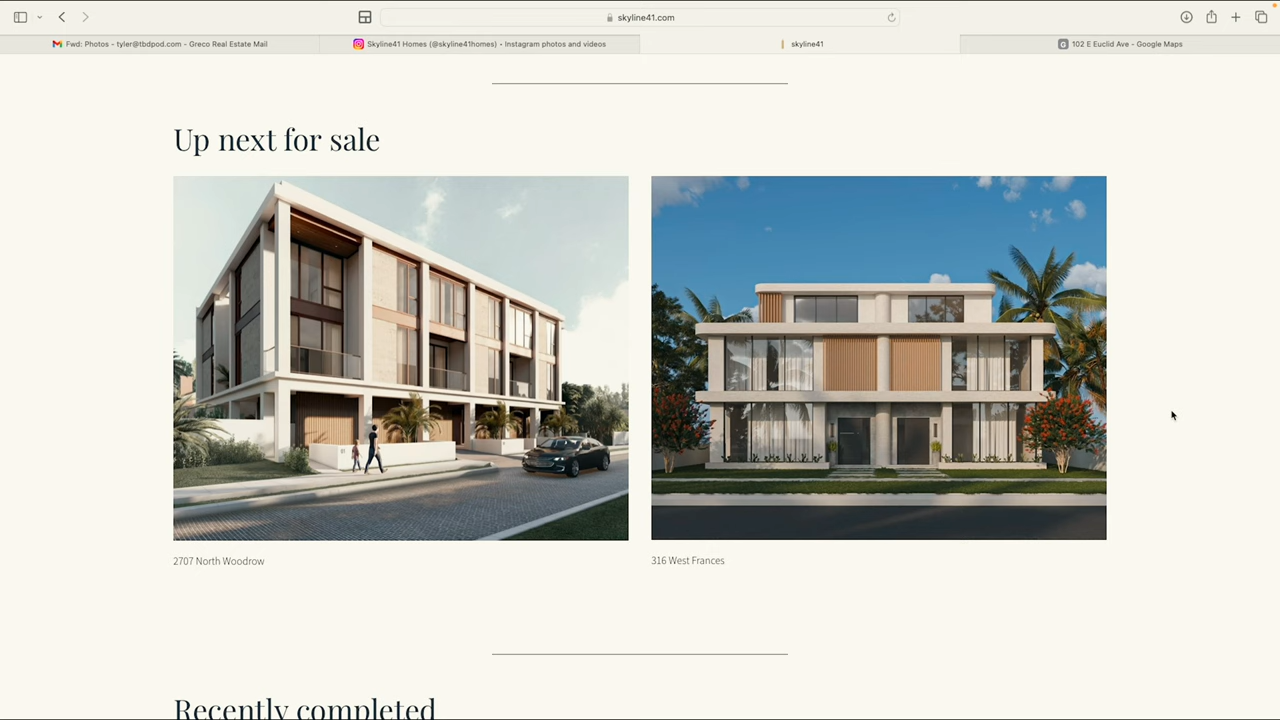 skyline41.com
Fwd: Photos - tyler@tbdpod.com - Greco Real Estate Mail
Skyline41 Homes (@skyline41homes) • Instagram photos and videos
skyline41
102 E Euclid Ave - Google Maps
Up next for sale
2707 North Woodrow
316 West Frances
Recently completed